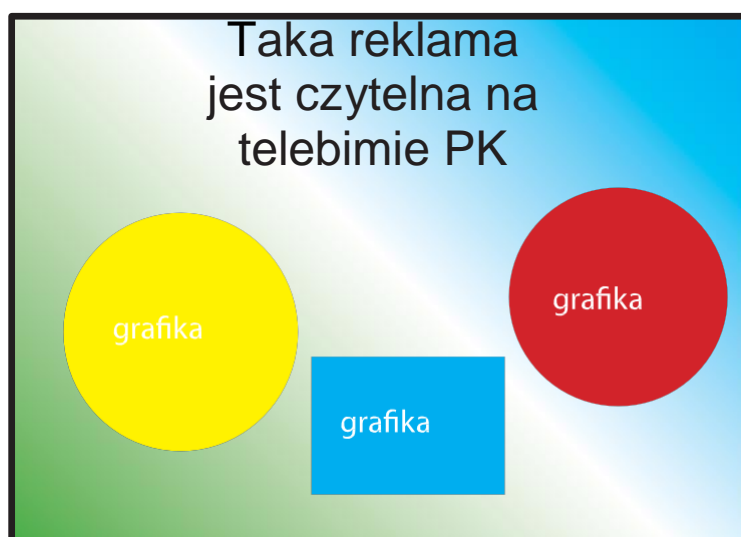 Taka reklama
jest czytelna na
telebimie PK
grafika
grafika
grafika